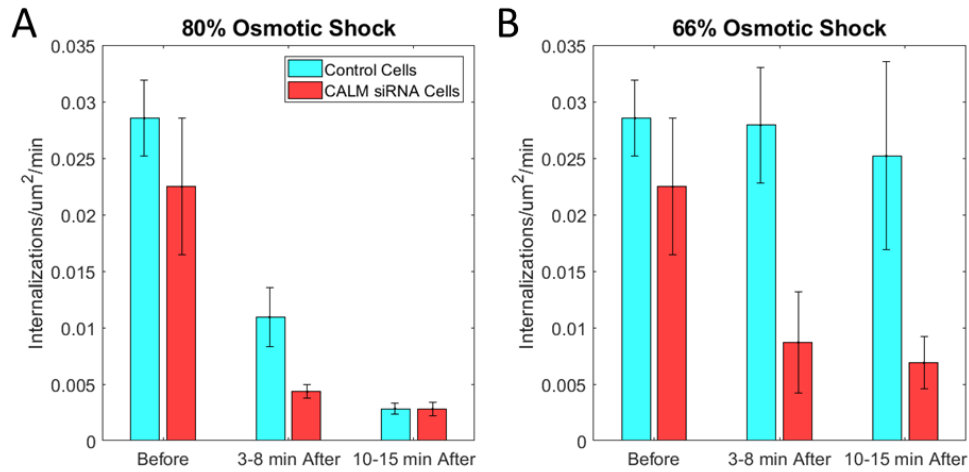 A
80% Osmotic Shock
Internalizations/um²/min
0.035
0.03
0.025
0.02
0.015
0.01
0.005
0
Control Cells
CALM siRNA Cells
Before
3-8 min After
10-15 min After
B
66% Osmotic Shock
Internalizations/um²/min
0.035
0.03
0.025
0.02
0.015
0.01
0.005
0
Before
3-8 min After
10-15 min After